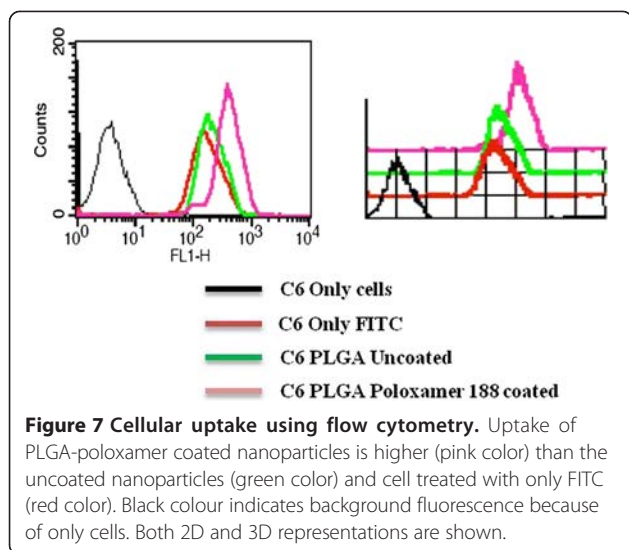 200
Counts
0
10^0 10^1 10^2 10^3 10^4
FL1-H
C6 Only cells
C6 Only FITC
C6 PLGA Uncoated
C6 PLGA Poloxamer 188 coated
Figure 7 Cellular uptake using flow cytometry. Uptake of
PLGA-poloxamer coated nanoparticles is higher (pink color) than the
uncoated nanoparticles (green color) and cell treated with only FITC
(red color). Black colour indicates background fluorescence because
of only cells. Both 2D and 3D representations are shown.